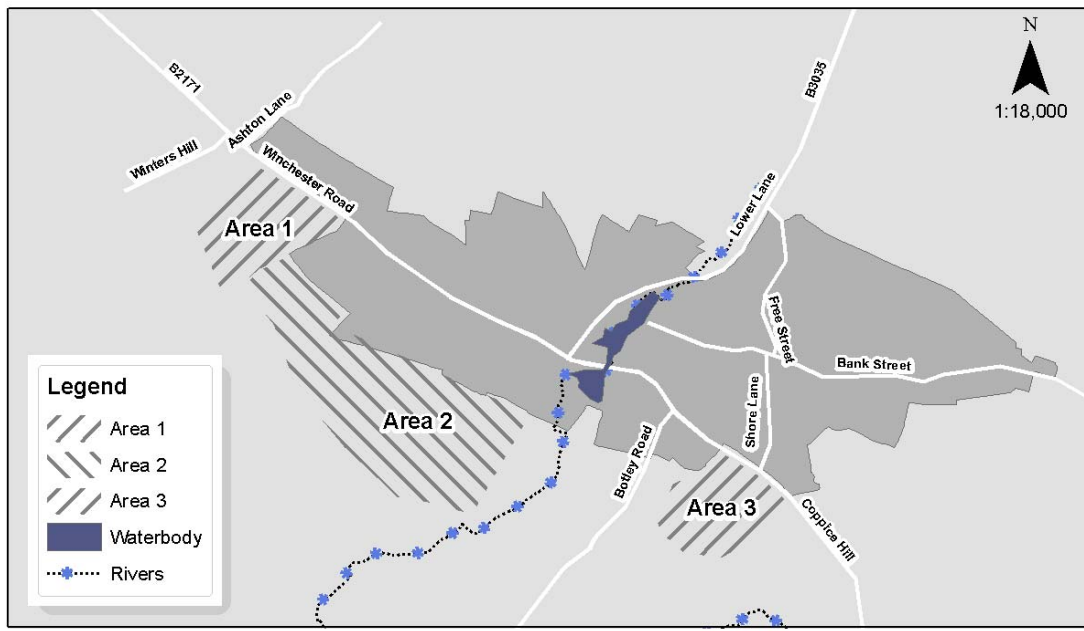 N
1:18,000
B2171
B3035
Ashton Lane
Winters Hill
Winchester Road
Lower Lane
Area 1
Free Street
Bank Street
Shore Lane
Area 2
Botley Road
Area 3
Coppice Hill
Legend
Area 1
Area 2
Area 3
Waterbody
Rivers